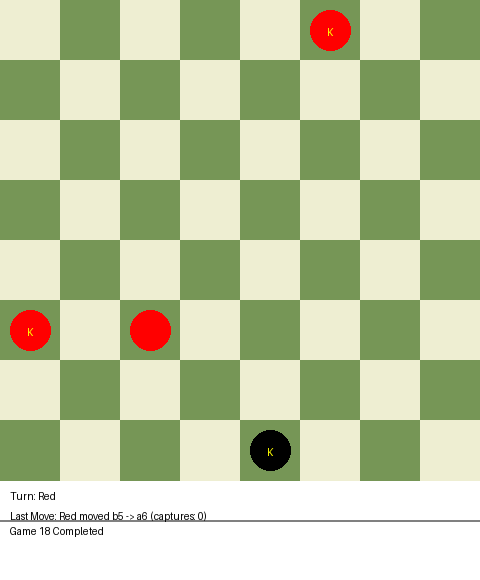 K
K
K
Turn: Red
Last Move: Red moved b5 -> a6 (captures: 0)
Game 18 Completed